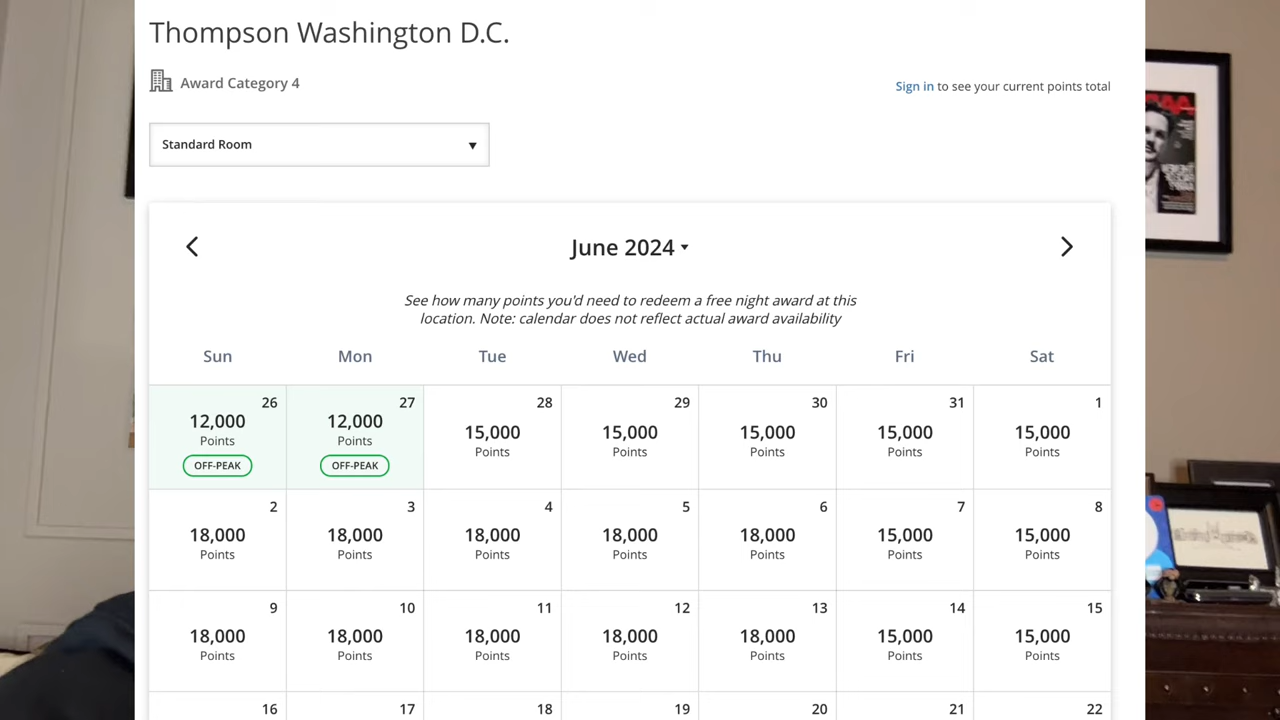 Thompson Washington D.C.
Award Category 4
Sign in to see your current points total
Standard Room
June 2024
See how many points you'd need to redeem a free night award at this
location. Note: calendar does not reflect actual award availability
Sun Mon Tue Wed Thu Fri Sat
26 27 28 29 30 31 1
12,000 12,000 15,000 15,000 15,000 15,000 15,000
Points Points Points Points Points Points Points
OFF-PEAK OFF-PEAK
2 3 4 5 6 7 8
18,000 18,000 18,000 18,000 18,000 15,000 15,000
Points Points Points Points Points Points Points
9 10 11 12 13 14 15
18,000 18,000 18,000 18,000 18,000 15,000 15,000
Points Points Points Points Points Points Points
16 17 18 19 20 21 22